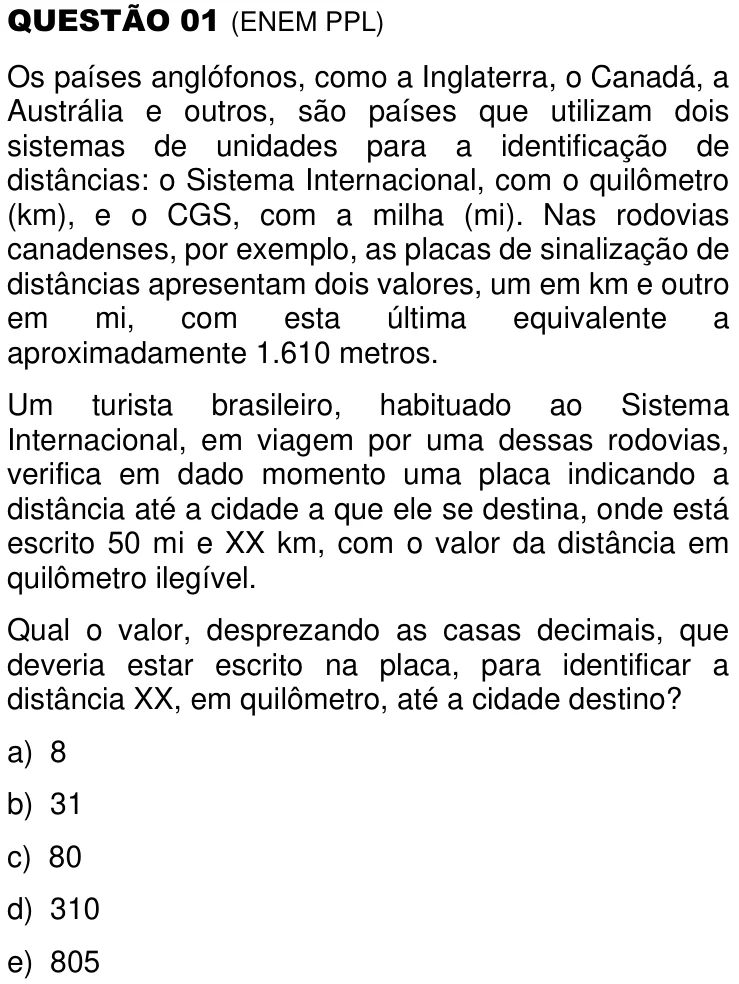 QUESTÃO 01 (ENEM PPL)
Os países anglófonos, como a Inglaterra, o Canadá, a
Austrália e outros, são países que utilizam dois
sistemas de unidades para a identificação de
distâncias: o Sistema Internacional, com o quilômetro
(km), e o CGS, com a milha (mi). Nas rodovias
canadenses, por exemplo, as placas de sinalização de
distâncias apresentam dois valores, um em km e outro
em mi, com esta última equivalente a
aproximadamente 1.610 metros.
Um turista brasileiro, habituado ao Sistema
Internacional, em viagem por uma dessas rodovias,
verifica em dado momento uma placa indicando a
distância até a cidade a que ele se destina, onde está
escrito 50 mi e XX km, com o valor da distância em
quilômetro ilegível.
Qual o valor, desprezando as casas decimais, que
deveria estar escrito na placa, para identificar a
distância XX, em quilômetro, até a cidade destino?
a) 8
b) 31
c) 80
d) 310
e) 805